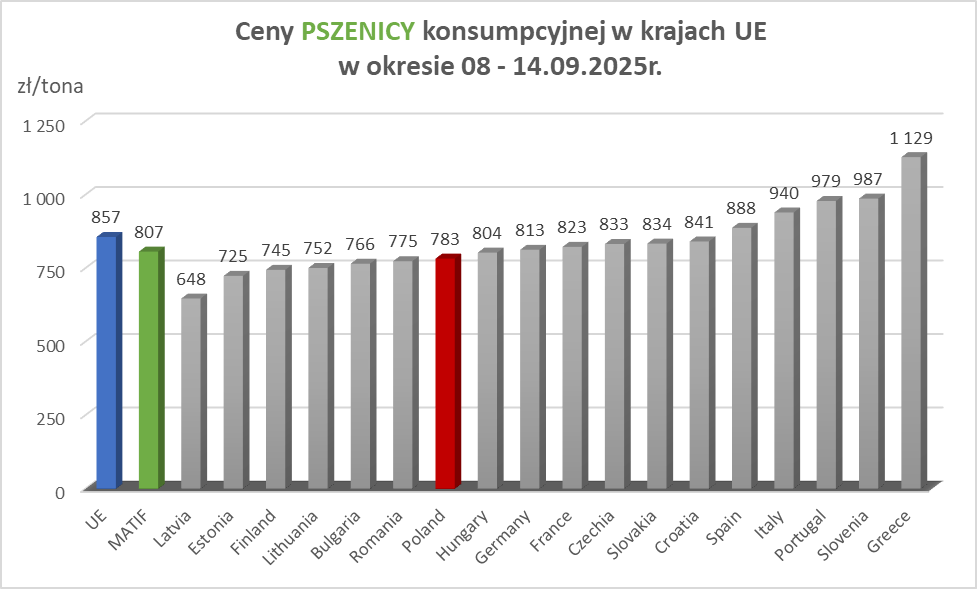 Ceny PSZENICY konsumpcyjnej w krajach UE
w okresie 08 - 14.09.2025r.
zł/tona
1 250
1 000
750
500
250
0
857
807
648
725
745
752
766
775
783
804
813
823
833
834
841
888
940
979
987
1 129
UE
MATIF
Latvia
Estonia
Finland
Lithuania
Bulgaria
Romania
Poland
Hungary
Germany
France
Czechia
Slovakia
Croatia
Spain
Italy
Portugal
Slovenia
Greece